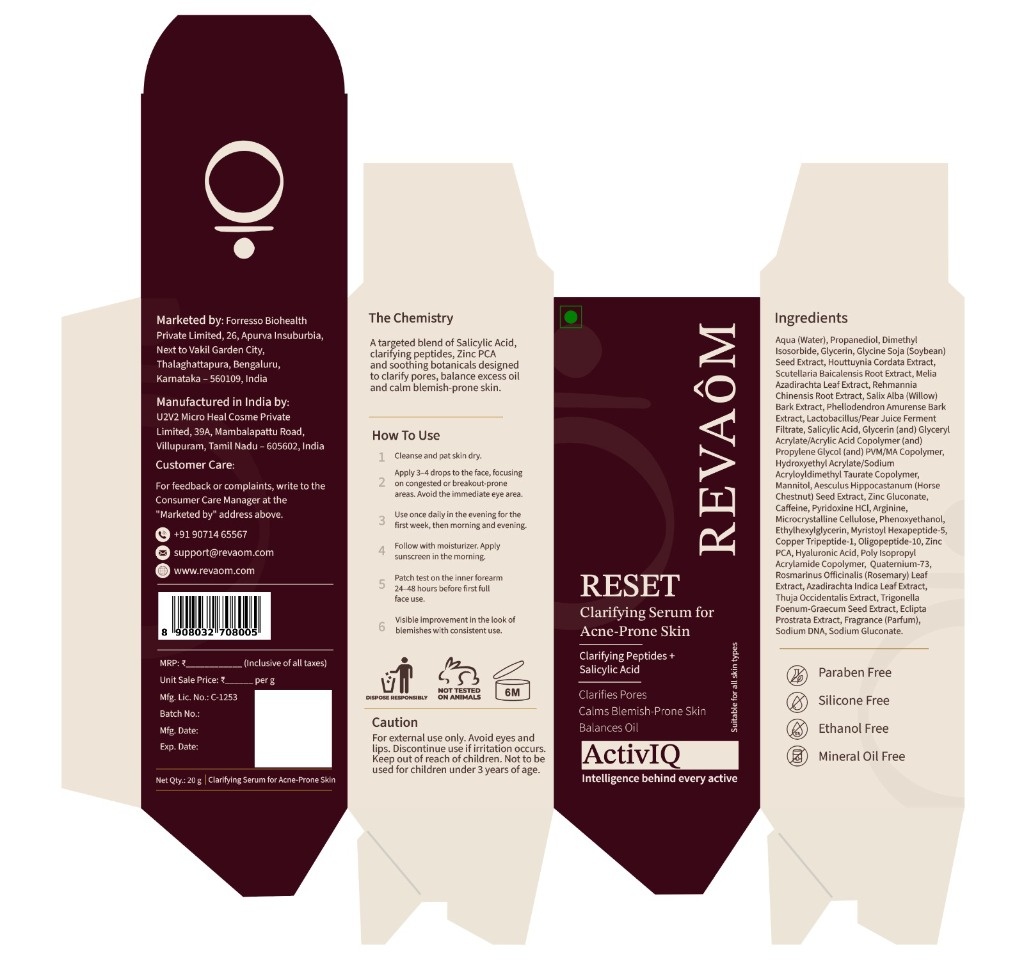 Marketed by: Forresso Biohealth
Private Limited, 26, Apurva Insuburbia,
Next to Vakil Garden City,
Thalaghattapura, Bengaluru,
Karnataka – 560109, India
Manufactured in India by:
U2V2 Micro Heal Cosme Private
Limited, 39A, Mambalapattu Road,
Villupuram, Tamil Nadu – 605602, India
Customer Care:
For feedback or complaints, write to the
Consumer Care Manager at the
"Marketed by" address above.
+91 90714 65567
support@revaom.com
www.revaom.com
8 908032 708005
MRP: ₹____________ (Inclusive of all taxes)
Unit Sale Price: ₹______ per g
Mfg. Lic. No.: C-1253
Batch No.:
Mfg. Date:
Exp. Date:
Net Qty.: 20 g | Clarifying Serum for Acne-Prone Skin
The Chemistry
A targeted blend of Salicylic Acid,
clarifying peptides, Zinc PCA
and soothing botanicals designed
to clarify pores, balance excess oil
and calm blemish-prone skin.
How To Use
1 Cleanse and pat skin dry.
2 Apply 3–4 drops to the face, focusing
on congested or breakout-prone
areas. Avoid the immediate eye area.
3 Use once daily in the evening for the
first week, then morning and evening.
4 Follow with moisturizer. Apply
sunscreen in the morning.
5 Patch test on the inner forearm
24–48 hours before first full
face use.
6 Visible improvement in the look of
blemishes with consistent use.
DISPOSE RESPONSIBLY
NOT TESTED
ON ANIMALS
6M
Caution
For external use only. Avoid eyes and
lips. Discontinue use if irritation occurs.
Keep out of reach of children. Not to be
used for children under 3 years of age.
REVAÔM
RESET
Clarifying Serum for
Acne-Prone Skin
Clarifying Peptides +
Salicylic Acid
Clarifies Pores
Calms Blemish-Prone Skin
Balances Oil
Suitable for all skin types
ActivIQ
Intelligence behind every active
Ingredients
Aqua (Water), Propanediol, Dimethyl
Isosorbide, Glycerin, Glycine Soja (Soybean)
Seed Extract, Houttuynia Cordata Extract,
Scutellaria Baicalensis Root Extract, Melia
Azadirachta Leaf Extract, Rehmannia
Chinensis Root Extract, Salix Alba (Willow)
Bark Extract, Phellodendron Amurense Bark
Extract, Lactobacillus/Pear Juice Ferment
Filtrate, Salicylic Acid, Glycerin (and) Glyceryl
Acrylate/Acrylic Acid Copolymer (and)
Propylene Glycol (and) PVM/MA Copolymer,
Hydroxyethyl Acrylate/Sodium
Acryloyldimethyl Taurate Copolymer,
Mannitol, Aesculus Hippocastanum (Horse
Chestnut) Seed Extract, Zinc Gluconate,
Caffeine, Pyridoxine HCl, Arginine,
Microcrystalline Cellulose, Phenoxyethanol,
Ethylhexylglycerin, Myristoyl Hexapeptide-5,
Copper Tripeptide-1, Oligopeptide-10, Zinc
PCA, Hyaluronic Acid, Poly Isopropyl
Acrylamide Copolymer, Quaternium-73,
Rosmarinus Officinalis (Rosemary) Leaf
Extract, Azadirachta Indica Leaf Extract,
Thuja Occidentalis Extract, Trigonella
Foenum-Graecum Seed Extract, Eclipta
Prostrata Extract, Fragrance (Parfum),
Sodium DNA, Sodium Gluconate.
Paraben Free
Silicone Free
Ethanol Free
Mineral Oil Free